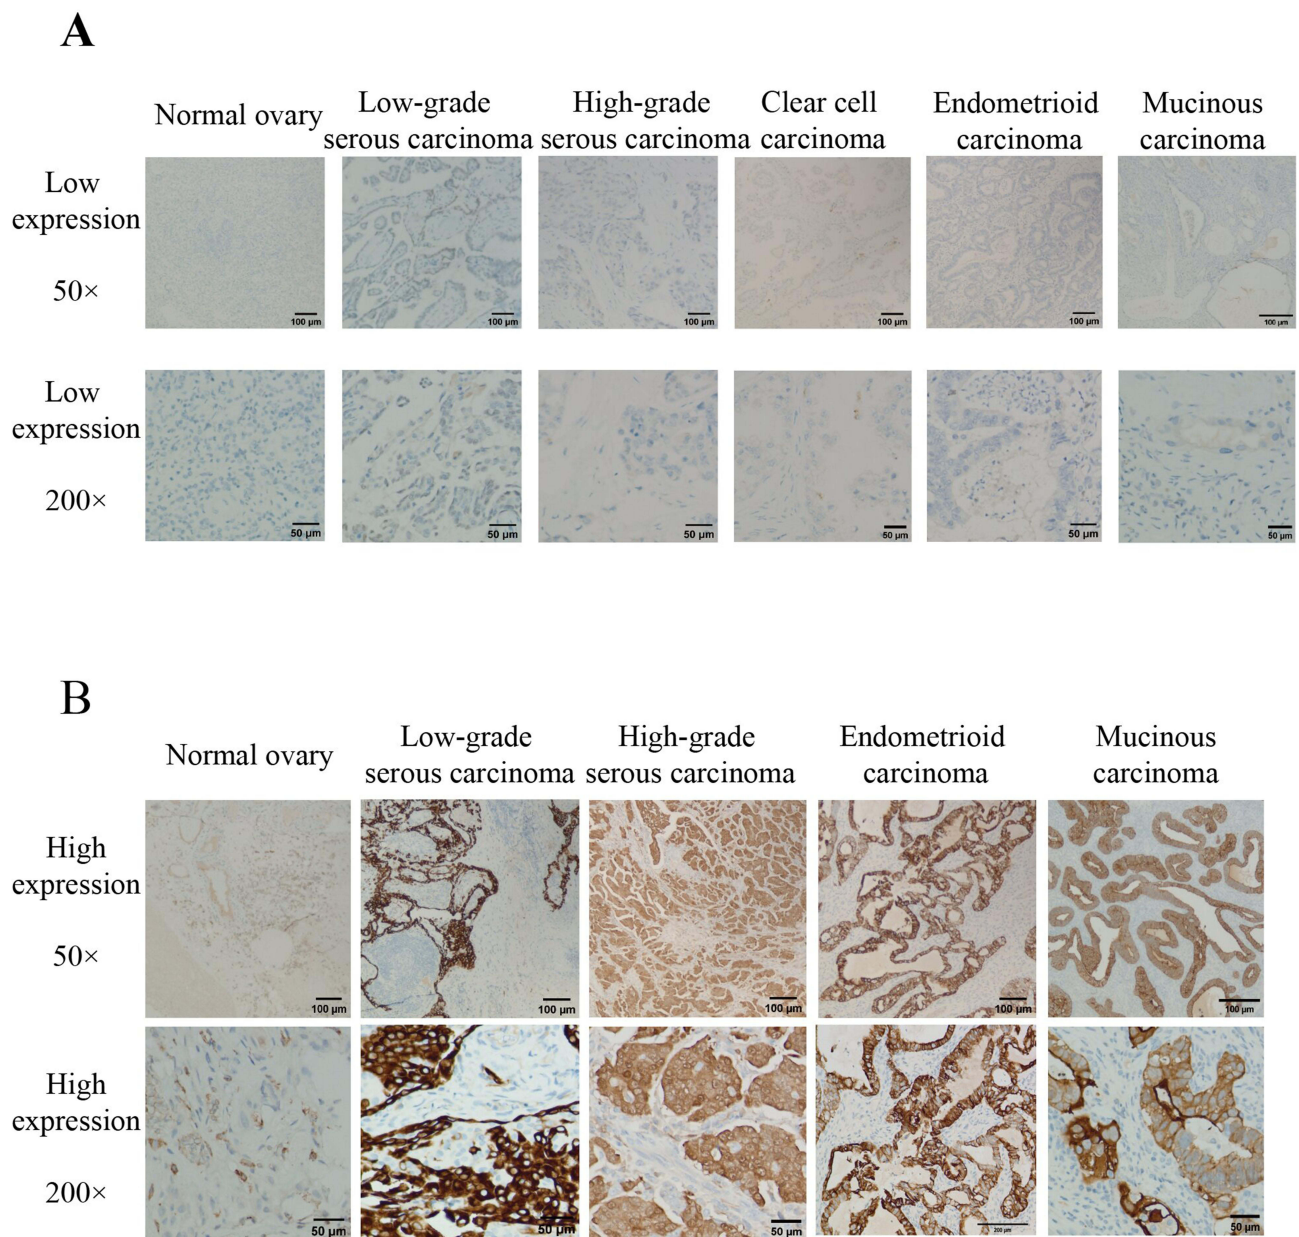 A
Normal ovary
Low-grade
serous carcinoma
High-grade
serous carcinoma
Clear cell
carcinoma
Endometrioid
carcinoma
Mucinous
carcinoma
Low
expression
50×
100 µm
100 µm
100 µm
100 µm
100 µm
100 µm
Low
expression
200×
50 µm
50 µm
50 µm
50 µm
50 µm
50 µm
B
Normal ovary
Low-grade
serous carcinoma
High-grade
serous carcinoma
Endometrioid
carcinoma
Mucinous
carcinoma
High
expression
50×
100 µm
100 µm
100 µm
100 µm
100 µm
High
expression
200×
50 µm
50 µm
50 µm
200 µm
50 µm